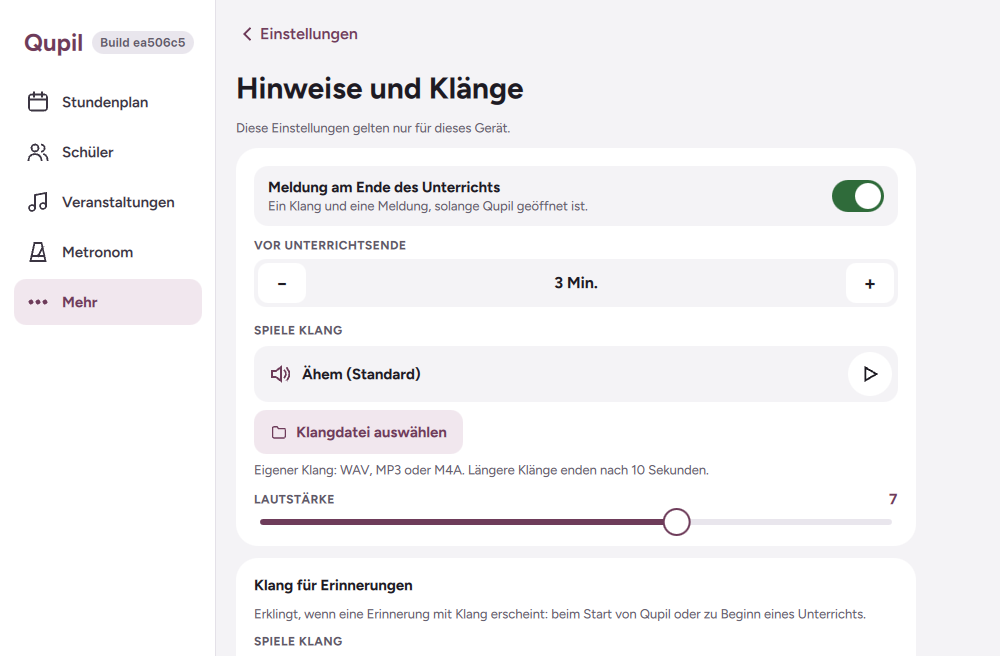 Qupil
Build ea506c5
Stundenplan
Schüler
Veranstaltungen
Metronom
Mehr
Einstellungen
Hinweise und Klänge
Diese Einstellungen gelten nur für dieses Gerät.
Meldung am Ende des Unterrichts
Ein Klang und eine Meldung, solange Qupil geöffnet ist.
VOR UNTERRICHTSENDE
− 3 Min. +
SPIELE KLANG
Ähem (Standard)
Klangdatei auswählen
Eigener Klang: WAV, MP3 oder M4A. Längere Klänge enden nach 10 Sekunden.
LAUTSTÄRKE 7
Klang für Erinnerungen
Erklingt, wenn eine Erinnerung mit Klang erscheint: beim Start von Qupil oder zu Beginn eines Unterrichts.
SPIELE KLANG